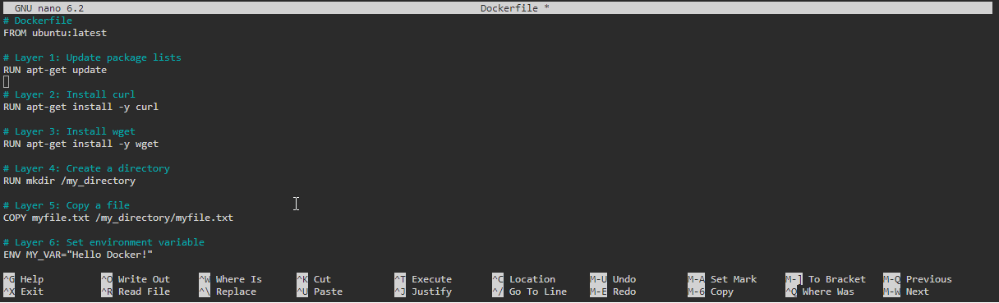 GNU nano 6.2 Dockerfile *
# Dockerfile
FROM ubuntu:latest
# Layer 1: Update package lists
RUN apt-get update
# Layer 2: Install curl
RUN apt-get install -y curl
# Layer 3: Install wget
RUN apt-get install -y wget
# Layer 4: Create a directory
RUN mkdir /my_directory
# Layer 5: Copy a file
COPY myfile.txt /my_directory/myfile.txt
# Layer 6: Set environment variable
ENV MY_VAR="Hello Docker!"
^G Help ^O Write Out ^W Where Is ^K Cut ^T Execute ^C Location M-U Undo M-A Set Mark M-] To Bracket M-Q Previous
^X Exit ^R Read File ^\ Replace ^U Paste ^J Justify ^/ Go To Line M-E Redo M-6 Copy ^Q Where Was M-W Next